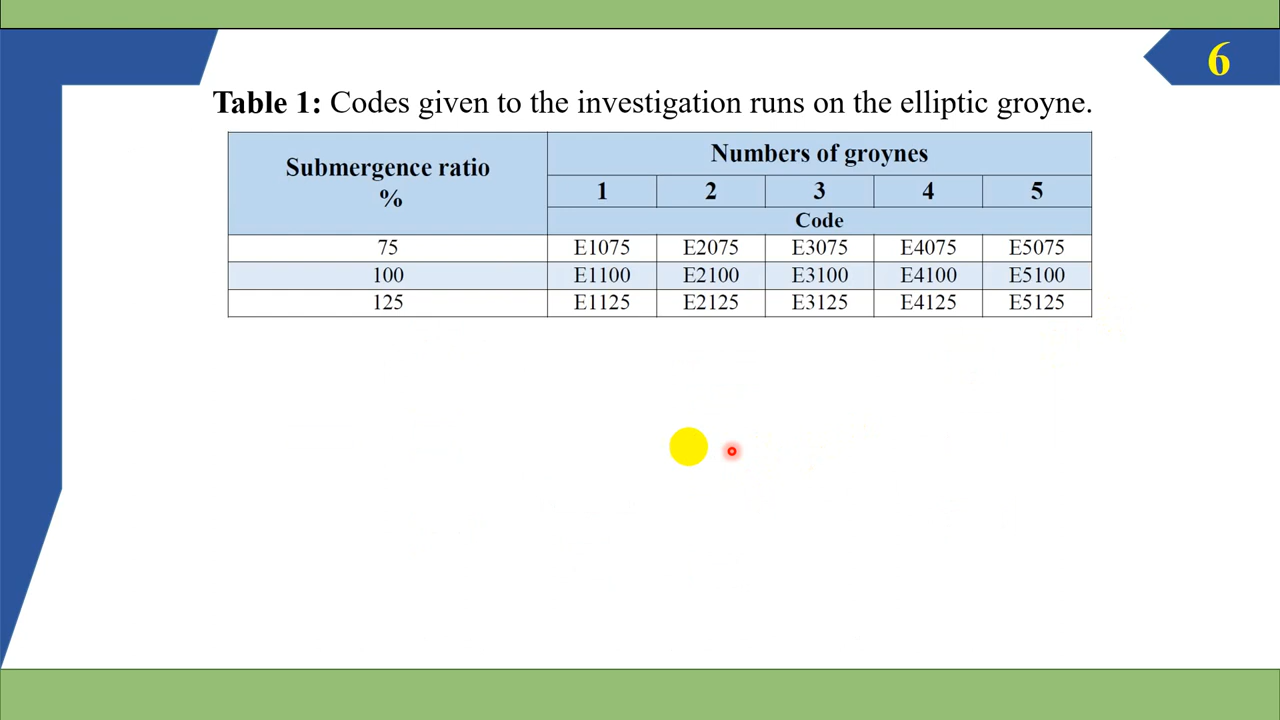 6
Table 1: Codes given to the investigation runs on the elliptic groyne.
Submergence ratio
%
Numbers of groynes
1 2 3 4 5
Code
75 E1075 E2075 E3075 E4075 E5075
100 E1100 E2100 E3100 E4100 E5100
125 E1125 E2125 E3125 E4125 E5125